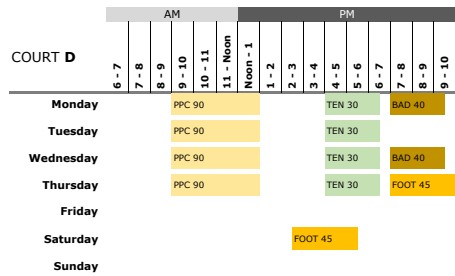 AM PM
COURT D 6 - 7 7 - 8 8 - 9 9 - 10 10 - 11 11 - Noon Noon - 1 1 - 2 2 - 3 3 - 4 4 - 5 5 - 6 6 - 7 7 - 8 8 - 9 9 - 10
Monday PPC 90 TEN 30 BAD 40
Tuesday TEN 30
Wednesday PPC 90 TEN 30 BAD 40
Thursday PPC 90 TEN 30 FOOT 45
Friday
Saturday FOOT 45
Sunday